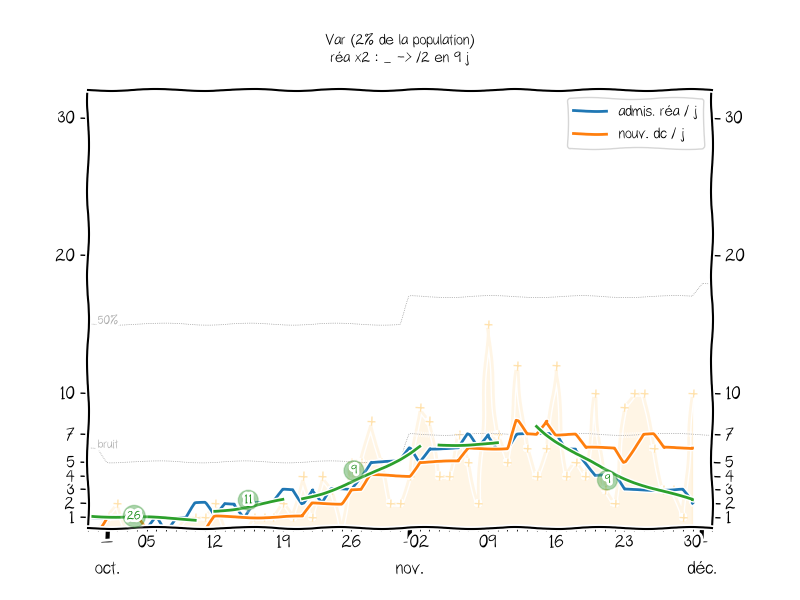 Var (2% de la population)
réa x2 : _ -> /2 en 9 j
admis. réa / j
nouv. dc / j
30 30
20 20
50%
10 10
7 7
bruit
5 5
4 4
3 3
2 2
1 1
9
11
26
9
05 12 19 26 02 09 16 23 30
oct. nov. déc.